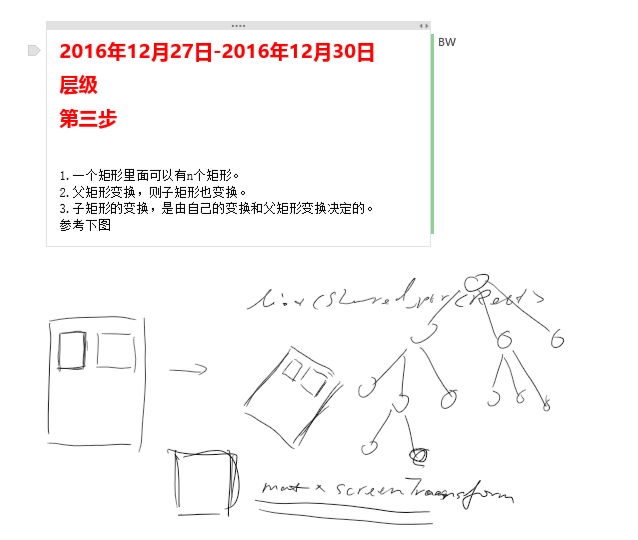 2016年12月27日-2016年12月30日
BW
层级
第三步
1.一个矩形里面可以有n个矩形。
2.父矩形变换，则子矩形也变换。
3.子矩形的变换，是由自己的变换和父矩形变换决定的。
参考下图
list<shared_ptr<Rect>>
mat * screenTransform